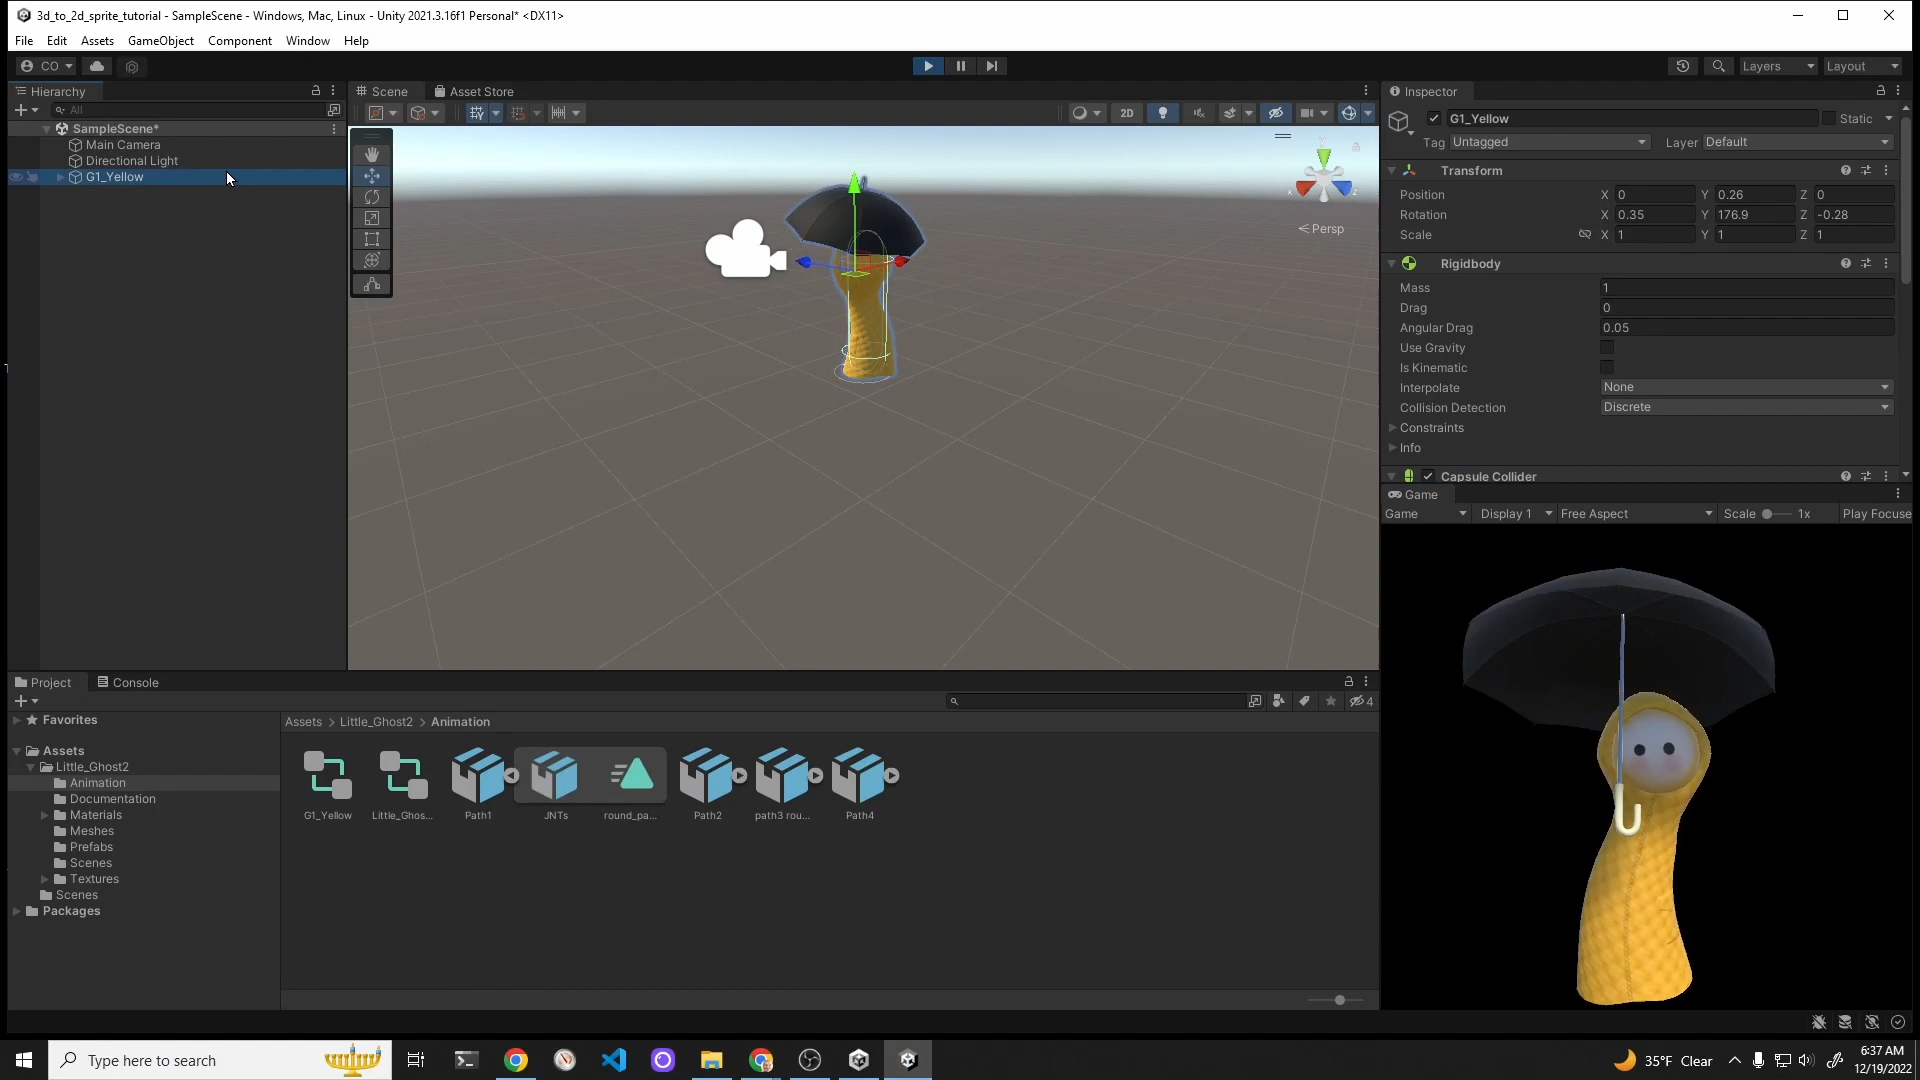 3d_to_2d_sprite_tutorial - SampleScene - Windows, Mac, Linux - Unity 2021.3.16f1 Personal* <DX11>
File Edit Assets GameObject Component Window Help
CO
Layers Layout
Hierarchy
All
SampleScene*
Main Camera
Directional Light
G1_Yellow
Scene Asset Store
2D
< Persp
Inspector
G1_Yellow Static
Tag Untagged Layer Default
Transform
Position X 0 Y 0.26 Z 0
Rotation X 0.35 Y 176.9 Z -0.28
Scale X 1 Y 1 Z 1
Rigidbody
Mass 1
Drag 0
Angular Drag 0.05
Use Gravity
Is Kinematic
Interpolate None
Collision Detection Discrete
Constraints
Info
Capsule Collider
Game
Game Display 1 Free Aspect Scale 1x Play Focuse
Project Console
4
Favorites
Assets
Little_Ghost2
Animation
Documentation
Materials
Meshes
Prefabs
Scenes
Textures
Scenes
Packages
Assets > Little_Ghost2 > Animation
G1_Yellow Little_Ghos... Path1 JNTs round_pa... Path2 path3 rou... Path4
Type here to search
35°F Clear
6:37 AM
12/19/2022